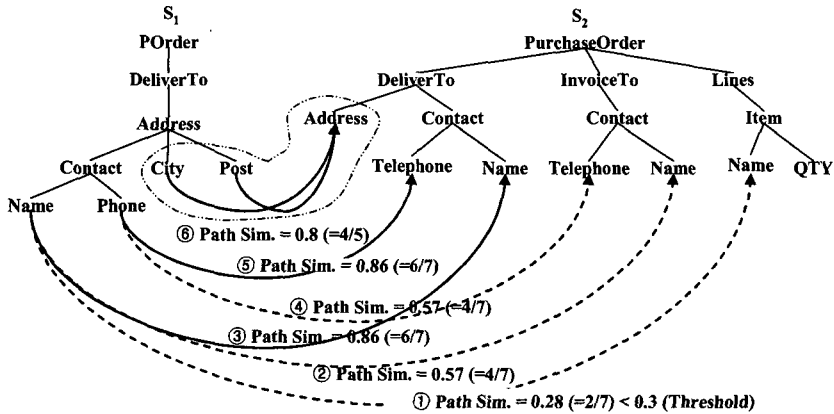 S1 S2
POrder PurchaseOrder
DeliverTo DeliverTo InvoiceTo Lines
Address Address Contact Contact Item
Contact City Post Telephone Name Telephone Name Name QTY
Name Phone
⑥ Path Sim. = 0.8 (=4/5)
⑤ Path Sim. = 0.86 (=6/7)
④ Path Sim. = 0.57 (=4/7)
③ Path Sim. = 0.86 (=6/7)
② Path Sim. = 0.57 (=4/7)
① Path Sim. = 0.28 (=2/7) < 0.3 (Threshold)